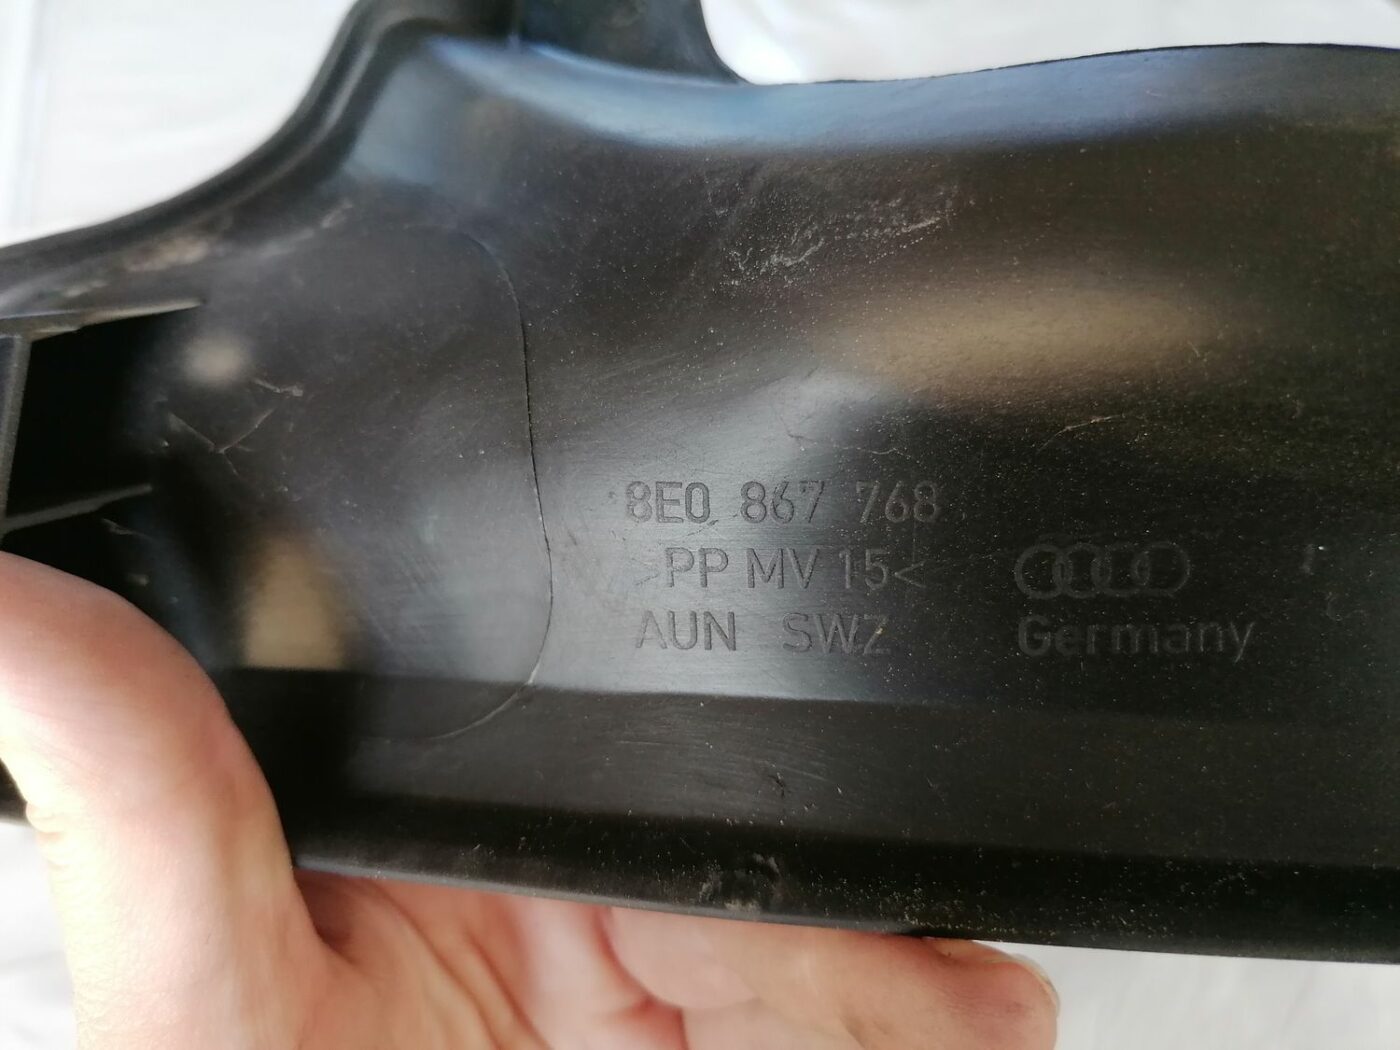 8E0 867 768
>PP MV 15<
AUN SWZ
Germany